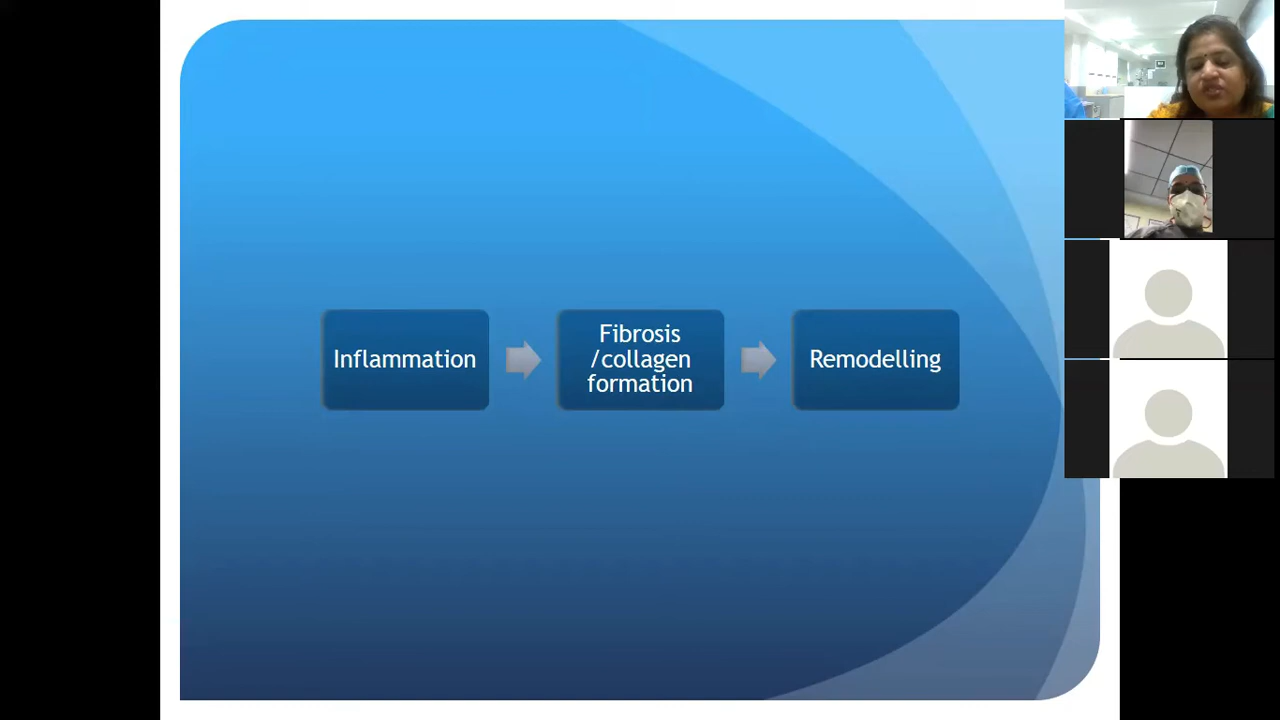 Inflammation
Fibrosis
/collagen
formation
Remodelling